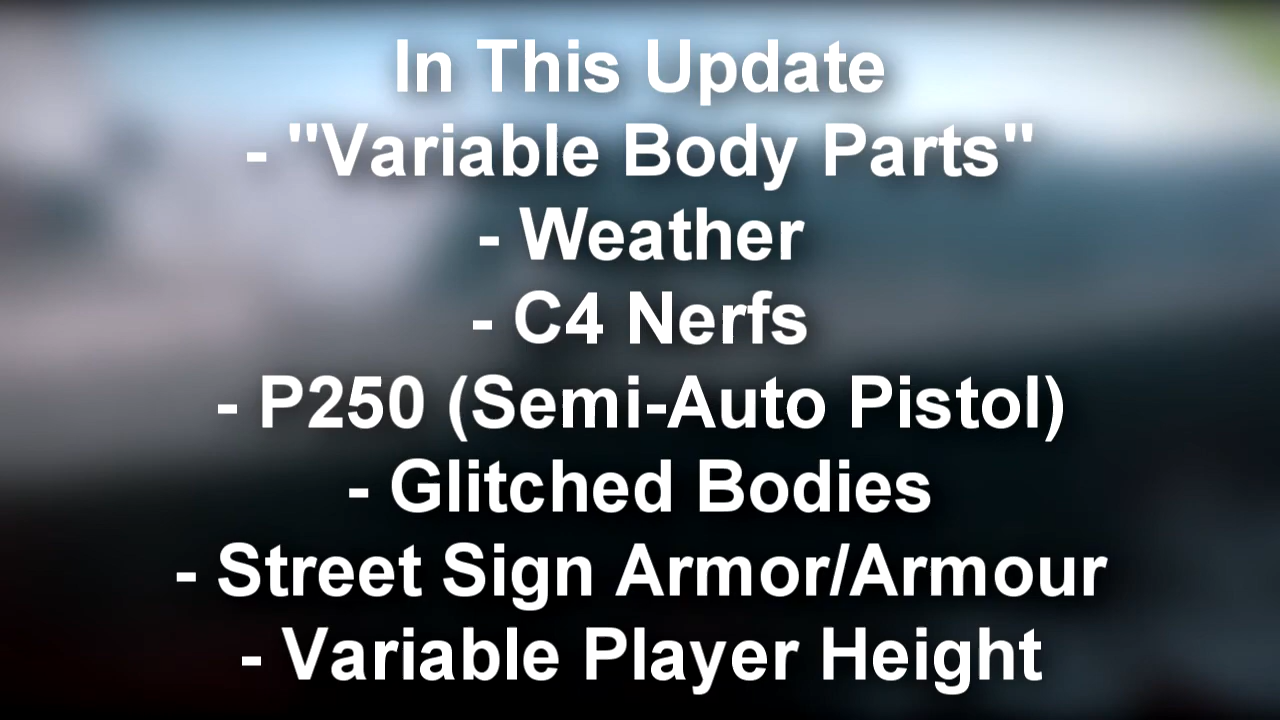 In This Update
- "Variable Body Parts"
- Weather
- C4 Nerfs
- P250 (Semi-Auto Pistol)
- Glitched Bodies
- Street Sign Armor/Armour
- Variable Player Height